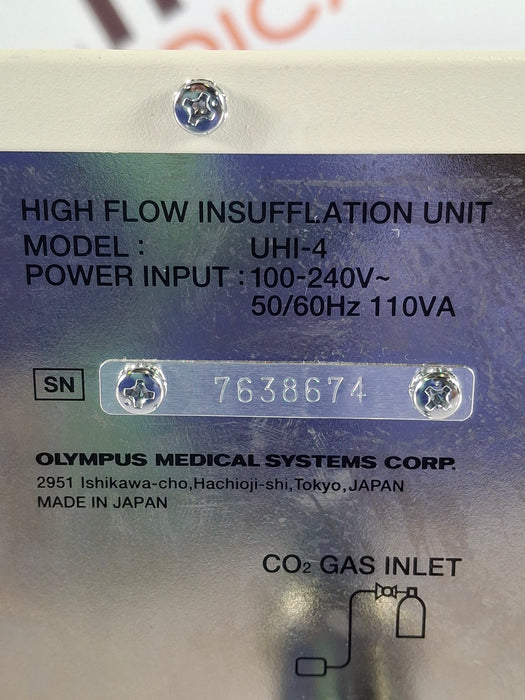 HIGH FLOW INSUFFLATION UNIT
MODEL : UHI-4
POWER INPUT : 100-240V~
50/60Hz 110VA
SN 7638674
OLYMPUS MEDICAL SYSTEMS CORP.
2951 Ishikawa-cho,Hachioji-shi,Tokyo,JAPAN
MADE IN JAPAN
CO₂ GAS INLET